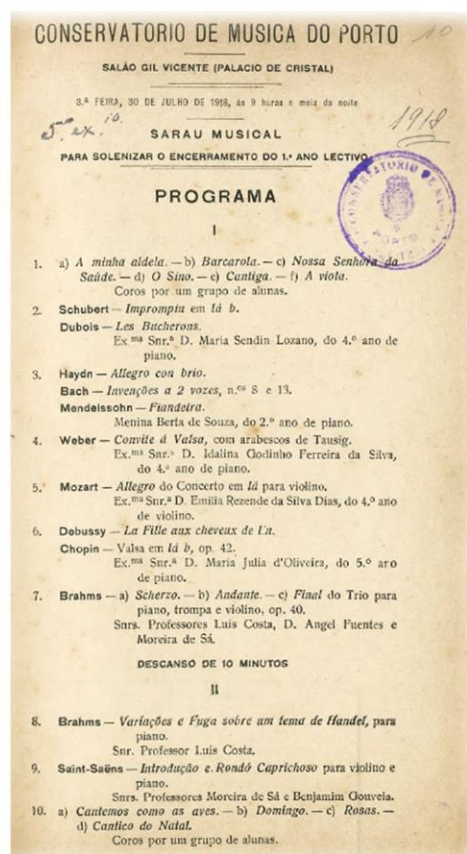 CONSERVATORIO DE MUSICA DO PORTO
10
SALÃO GIL VICENTE (PALACIO DE CRISTAL)
3.ª FEIRA, 30 DE JULHO DE 1918, ás 9 horas e meia da noite
5.º ex.
1918
SARAU MUSICAL
PARA SOLENIZAR O ENCERRAMENTO DO 1.º ANO LECTIVO
CONSERVATORIO DE MUSICA
PORTO
PROGRAMA
I
1. a) A minha aldela. — b) Barcarola. — c) Nossa Senhora da
Saúde. — d) O Sino. — e) Cantiga. — f) A viola.
Coros por um grupo de alunas.
2. Schubert — Impromptu em lá b.
Dubois — Les Bucherons.
Ex.ma Snr.ª D. Maria Sendin Lozano, do 4.º ano de
piano.
3. Haydn — Allegro con brio.
Bach — Invenções a 2 vozes, n.os 8 e 13.
Mendelssohn — Fiandeira.
Menina Berta de Souza, do 2.º ano de piano.
4. Weber — Convite á Valsa, com arabescos de Tausig.
Ex.ma Snr.ª D. Idalina Godinho Ferreira da Silva,
do 4.º ano de piano.
5. Mozart — Allegro do Concerto em lá para violino.
Ex.ma Snr.ª D. Emilia Rezende da Silva Dias, do 4.º ano
de violino.
6. Debussy — La Fille aux cheveux de Lin.
Chopin — Valsa em lá b, op. 42.
Ex.ma Snr.ª D. Maria Julia d'Oliveira, do 5.º ano
de piano.
7. Brahms — a) Scherzo. — b) Andante. — c) Final do Trio para
piano, trompa e violino, op. 40.
Snrs. Professores Luis Costa, D. Angel Fuentes e
Moreira de Sá.
DESCANSO DE 10 MINUTOS
II
8. Brahms — Variações e Fuga sobre um tema de Handel, para
piano.
Snr. Professor Luis Costa.
9. Saint-Saëns — Introdução e Rondó Caprichoso para violino e
piano.
Snrs. Professores Moreira de Sá e Benjamim Gouveia.
10. a) Cantemos como as aves. — b) Domingo. — c) Rosas. —
d) Cantico do Natal.
Coros por um grupo de alunas.